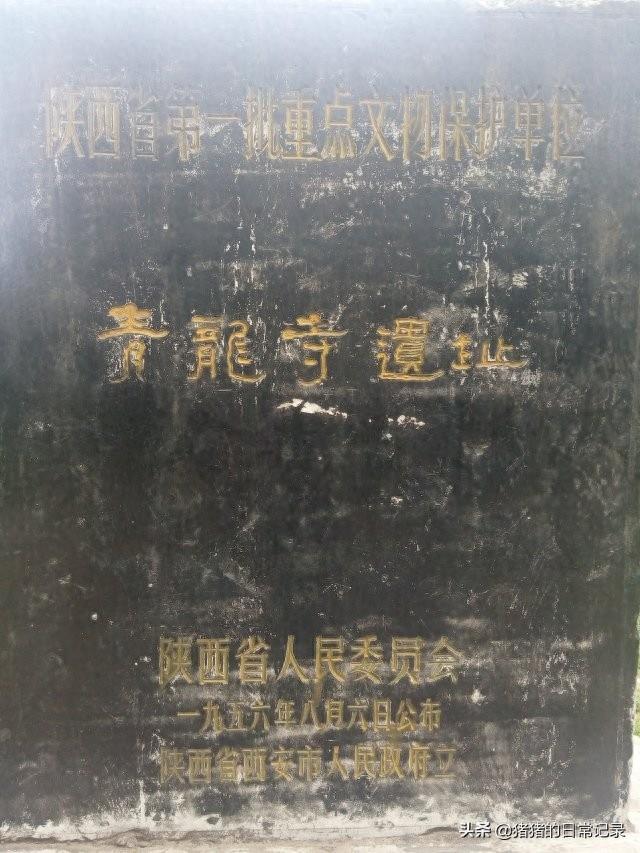 陕西省第一批重点文物保护单位
青龍寺遺址
陕西省人民委员会
一九五六年八月六日公布
陕西省西安市人民政府立
头条 @猪猪的日常记录